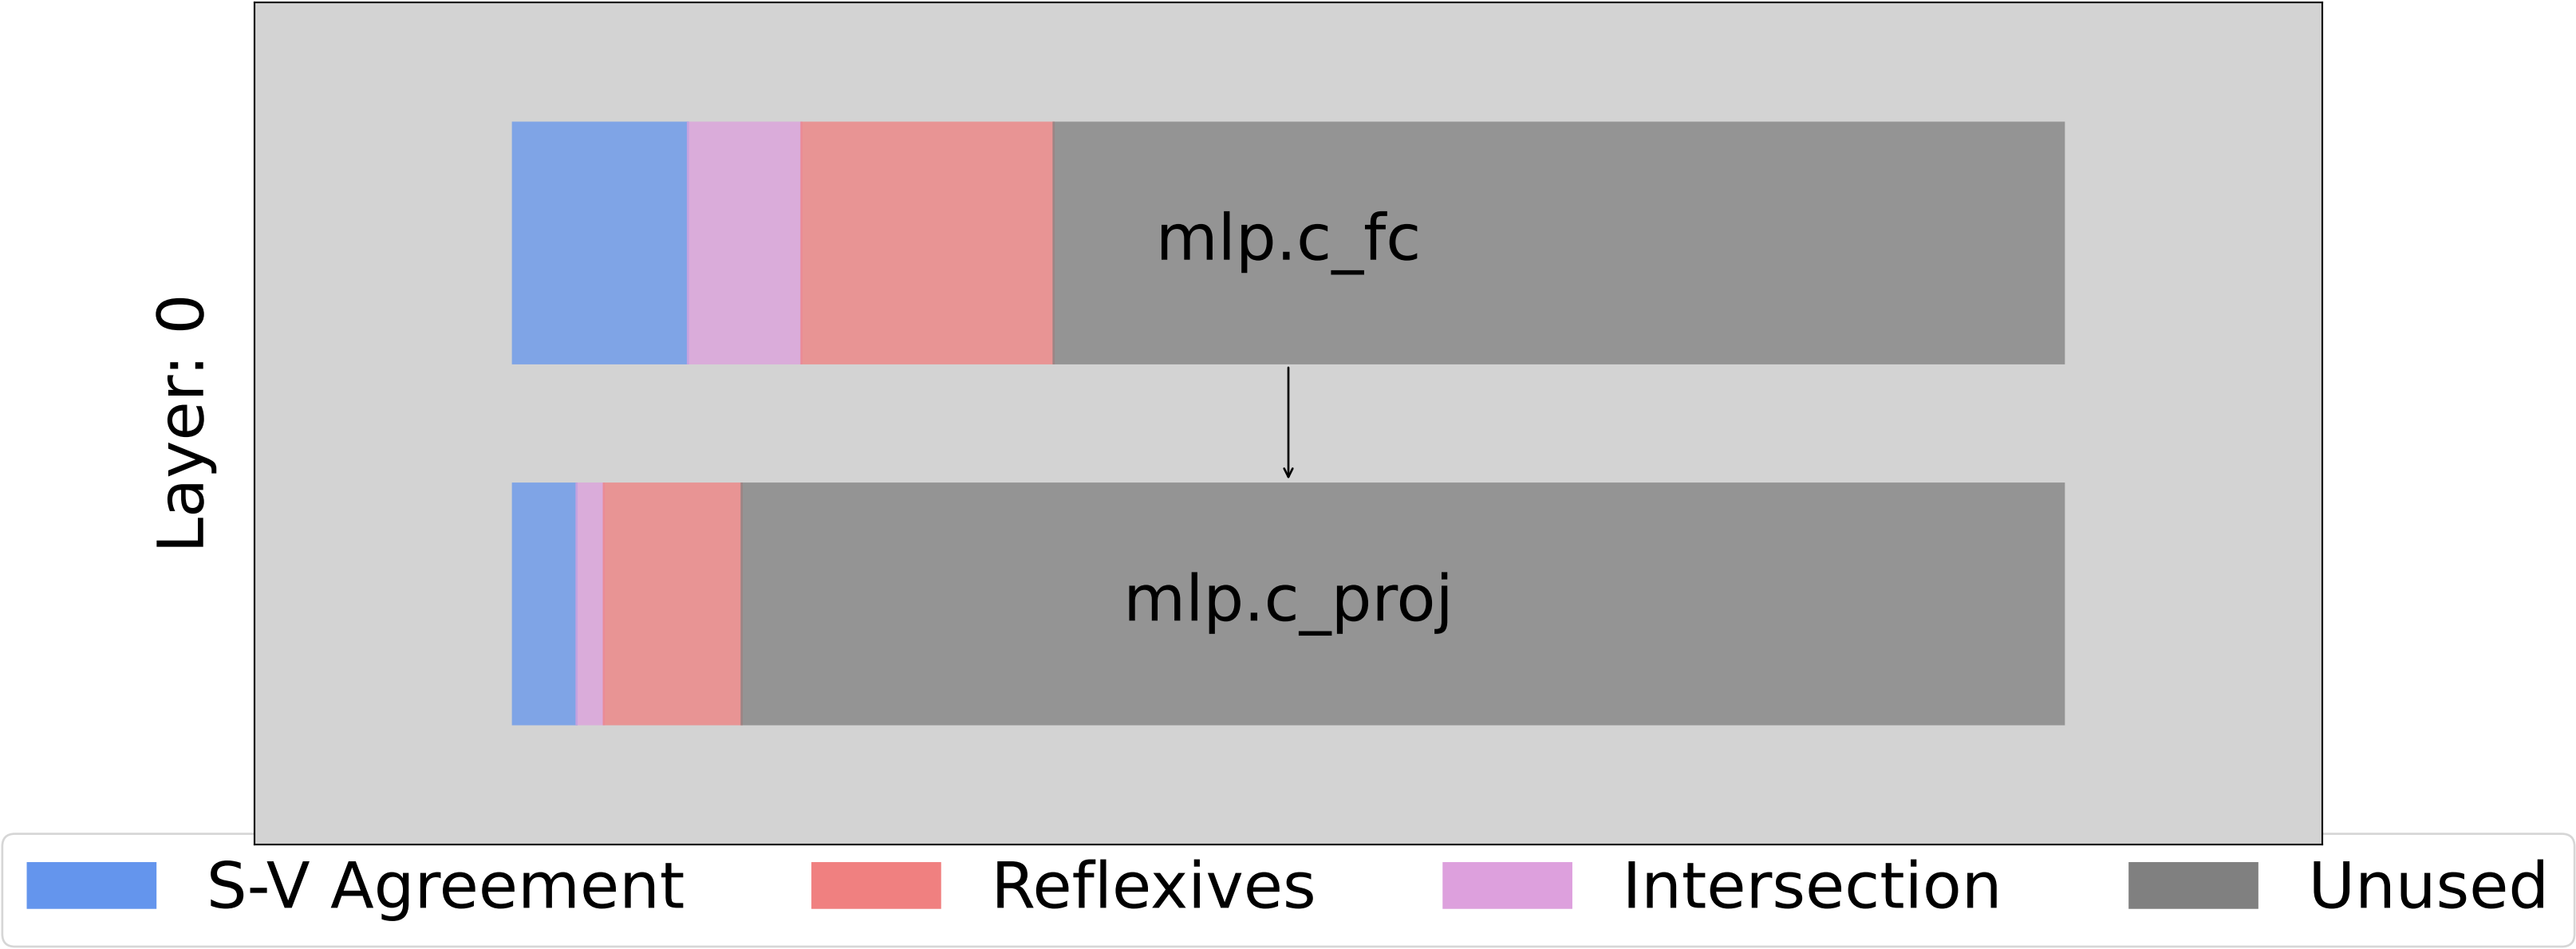 Layer: 0
mlp.c_fc
mlp.c_proj
S-V Agreement
Reflexives
Intersection
Unused